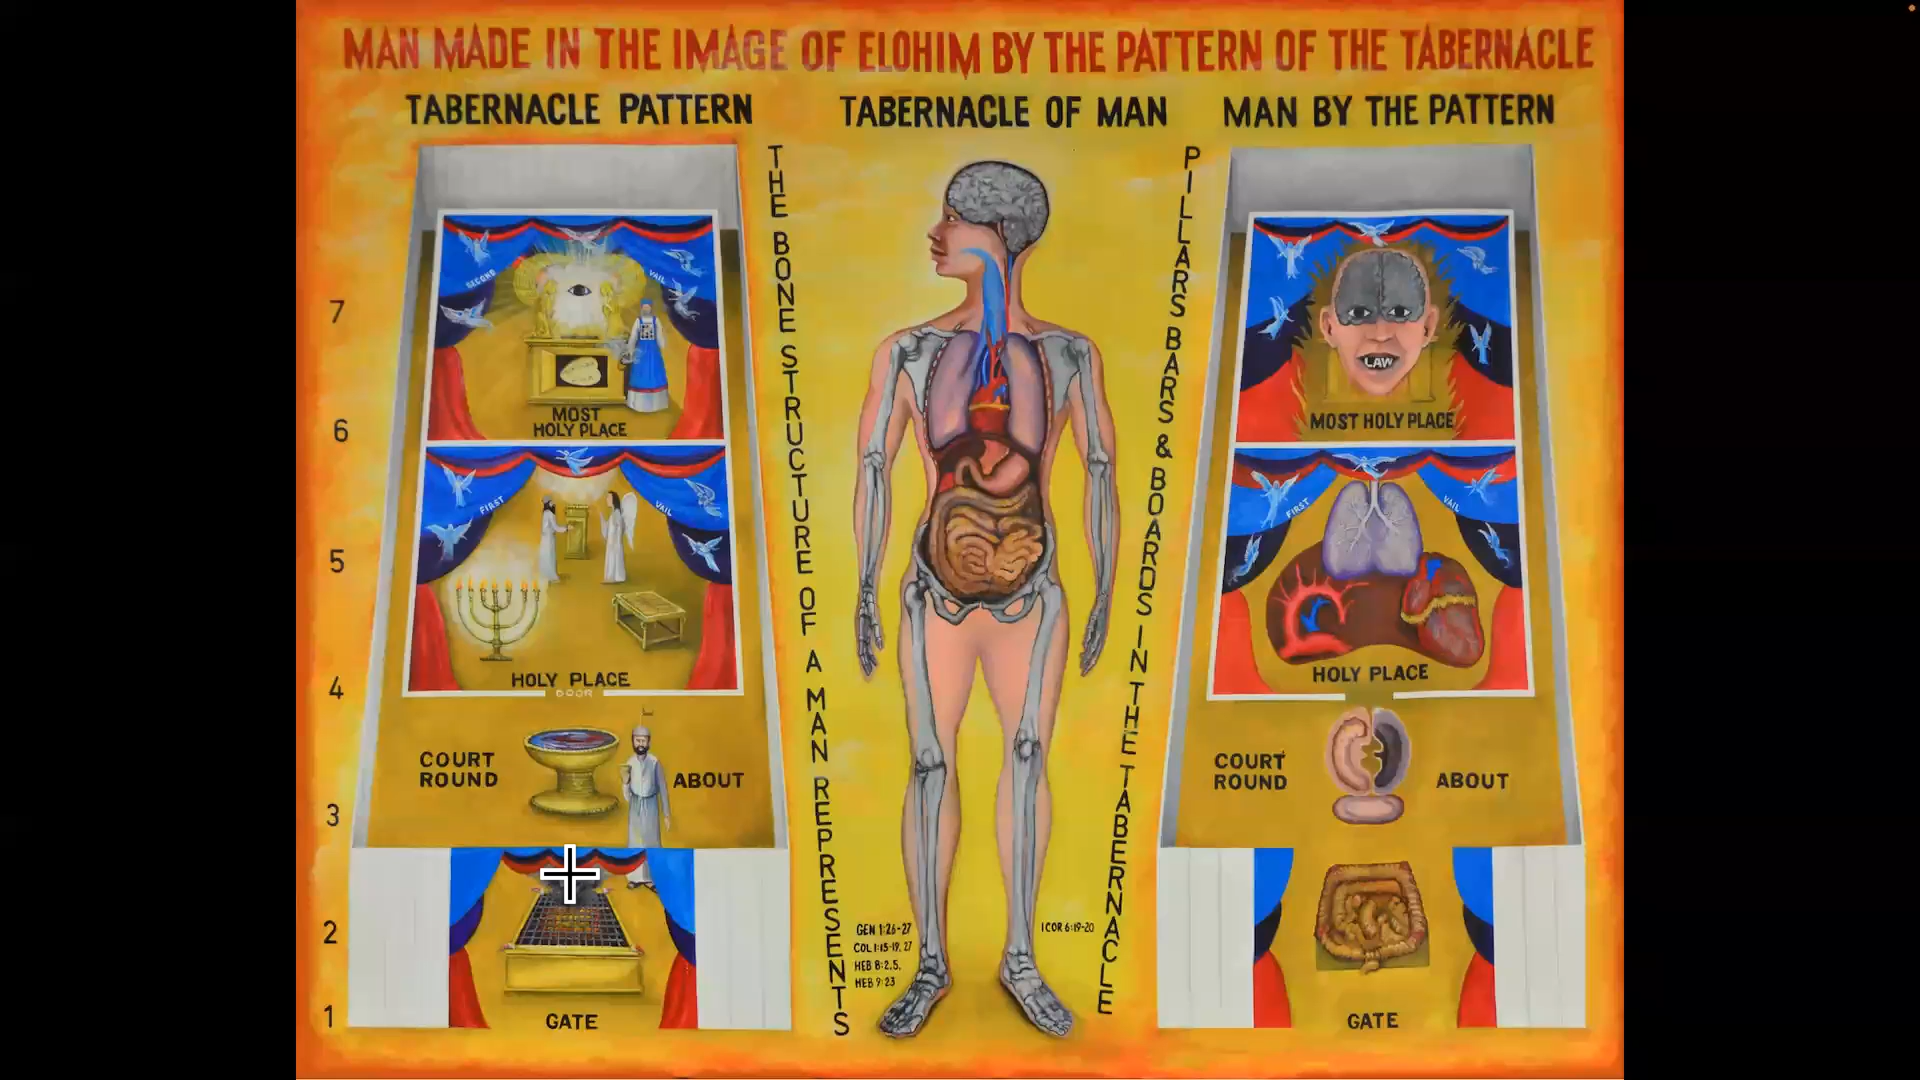 MAN MADE IN THE IMAGE OF ELOHIM BY THE PATTERN OF THE TABERNACLE
TABERNACLE PATTERN
TABERNACLE OF MAN
MAN BY THE PATTERN
7
6
5
4
3
2
1
SECOND VAIL
MOST
HOLY PLACE
FIRST VAIL
HOLY PLACE
DOOR
COURT
ROUND
ABOUT
GATE
THE BONE STRUCTURE OF A MAN REPRESENTS
PILLARS BARS & BOARDS IN THE TABERNACLE
GEN 1:26-27
COL 1:15-19, 27
HEB 8:2,5,
HEB 9:23
I COR 6:19-20
LAW
MOST HOLY PLACE
FIRST VAIL
HOLY PLACE
COURT
ROUND
ABOUT
GATE